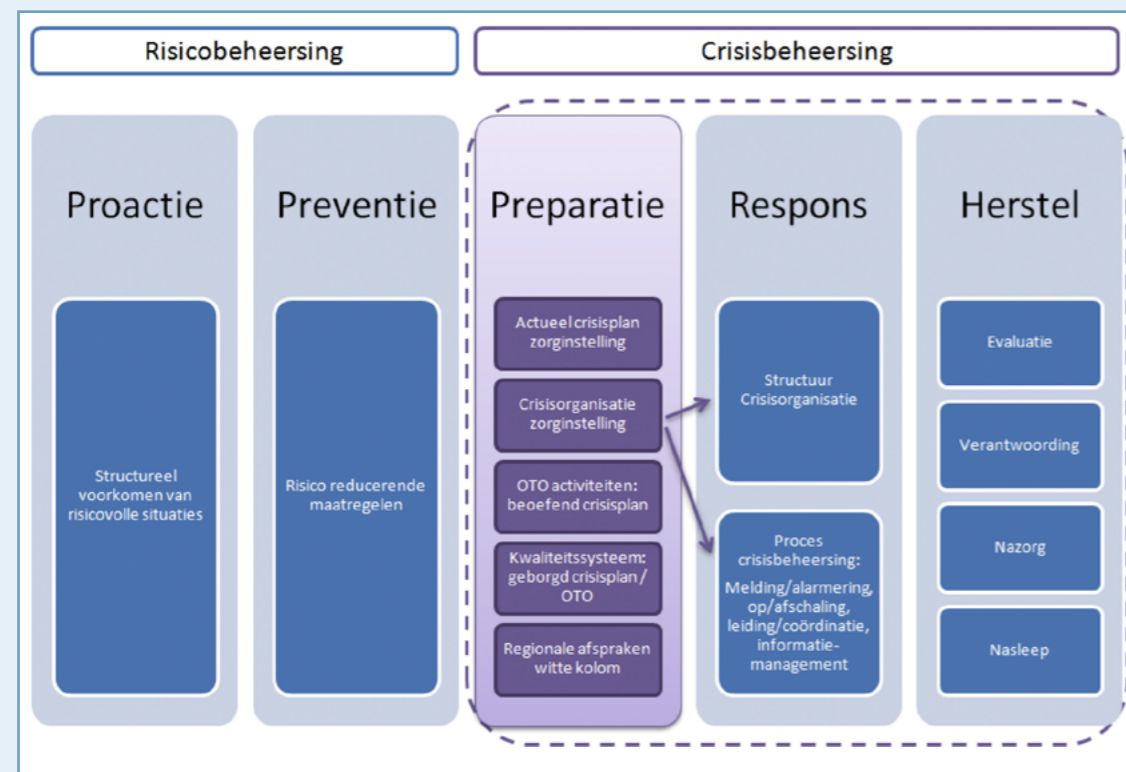 Risicobeheersing
Crisisbeheersing
Proactie
Structureel
voorkomen van
risicovolle situaties
Preventie
Risico reducerende
maatregelen
Preparatie
Actueel crisisplan
zorginstelling
Crisisorganisatie
zorginstelling
OTO activiteiten:
beoefend crisisplan
Kwaliteitssysteem:
geborgd crisisplan /
OTO
Regionale afspraken
witte kolom
Respons
Structuur
Crisisorganisatie
Proces
crisisbeheersing:
Melding/alarmering,
op/afschaling,
leiding/coördinatie,
informatie-
management
Herstel
Evaluatie
Verantwoording
Nazorg
Nasleep